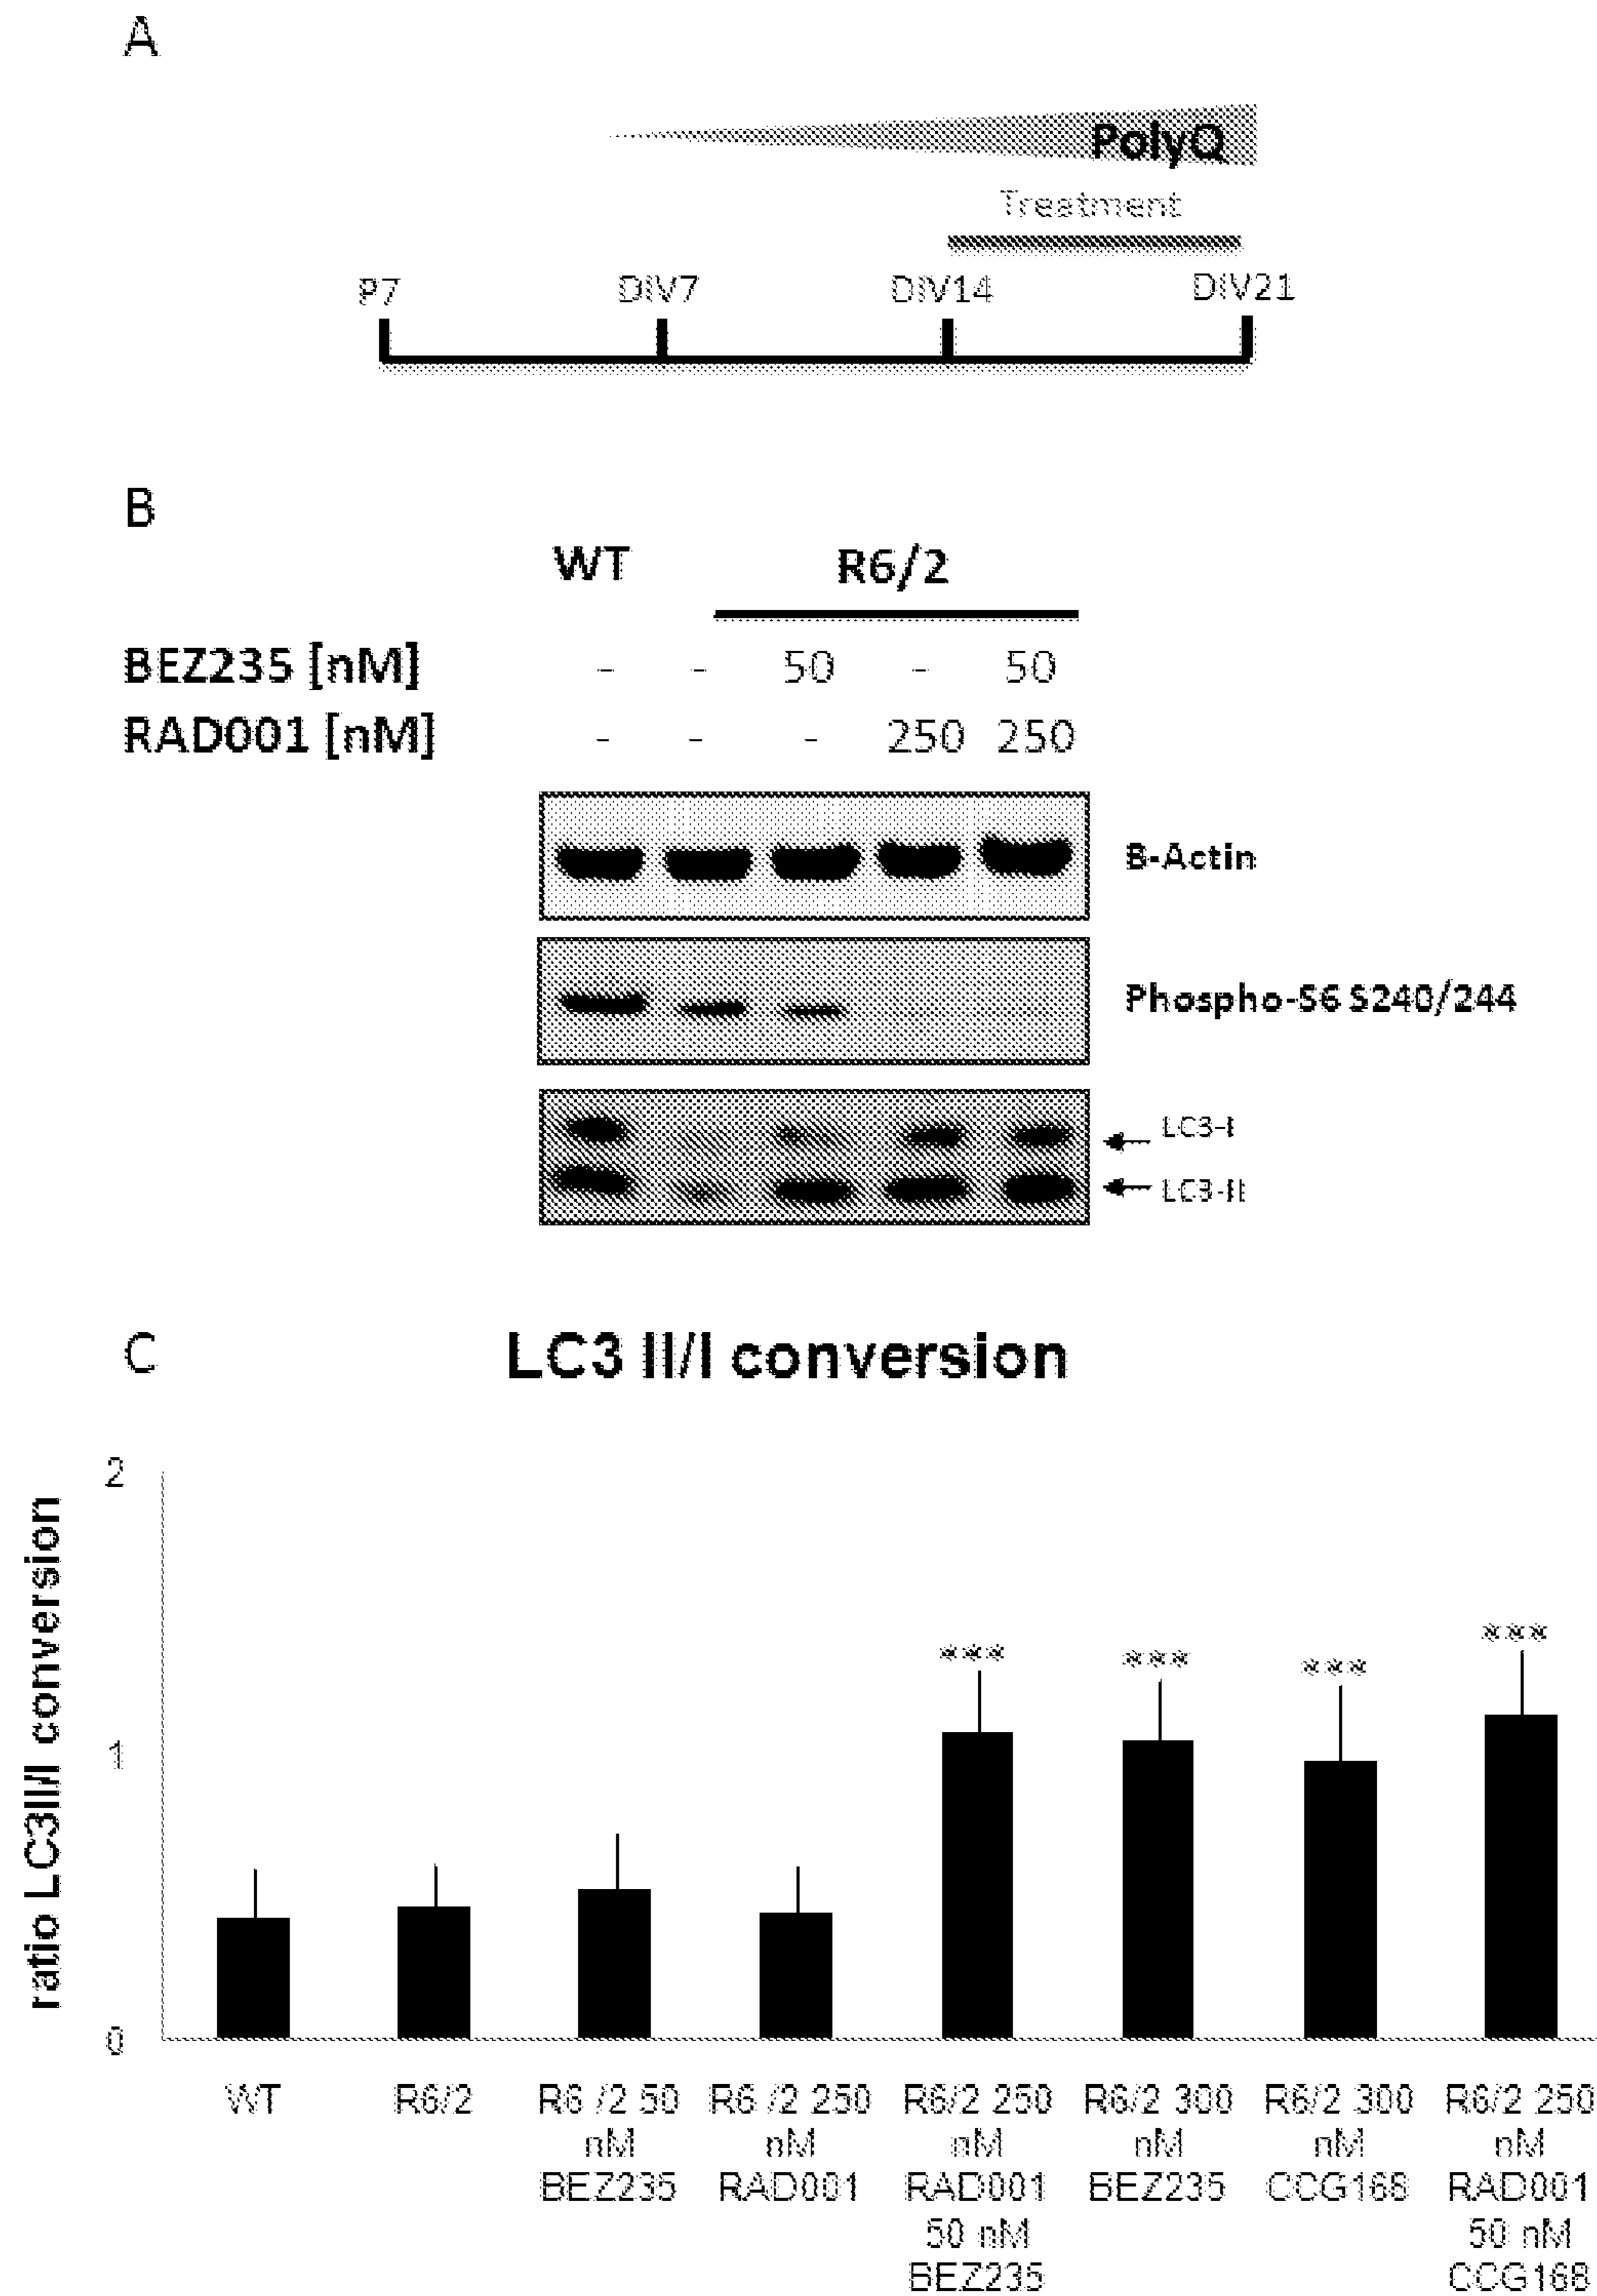 A
PolyQ
Treatment
P7 DIV7 DIV14 DIV21
B
WT R6/2
BEZ235 [nM] - - 50 - 50
RAD001 [nM] - - - 250 250
B-Actin
Phospho-S6 S240/244
LC3-I
LC3-II
C LC3 II/I conversion
ratio LC3II/I conversion
2
1
0
*** *** *** ***
WT
R6/2
R6 /2 50
nM
BEZ235
R6 /2 250
nM
RAD001
R6/2 250
nM
RAD001
50 nM
BEZ235
R6/2 300
nM
BEZ235
R6/2 300
nM
CCG168
R6/2 250
nM
RAD001
50 nM
CCG168